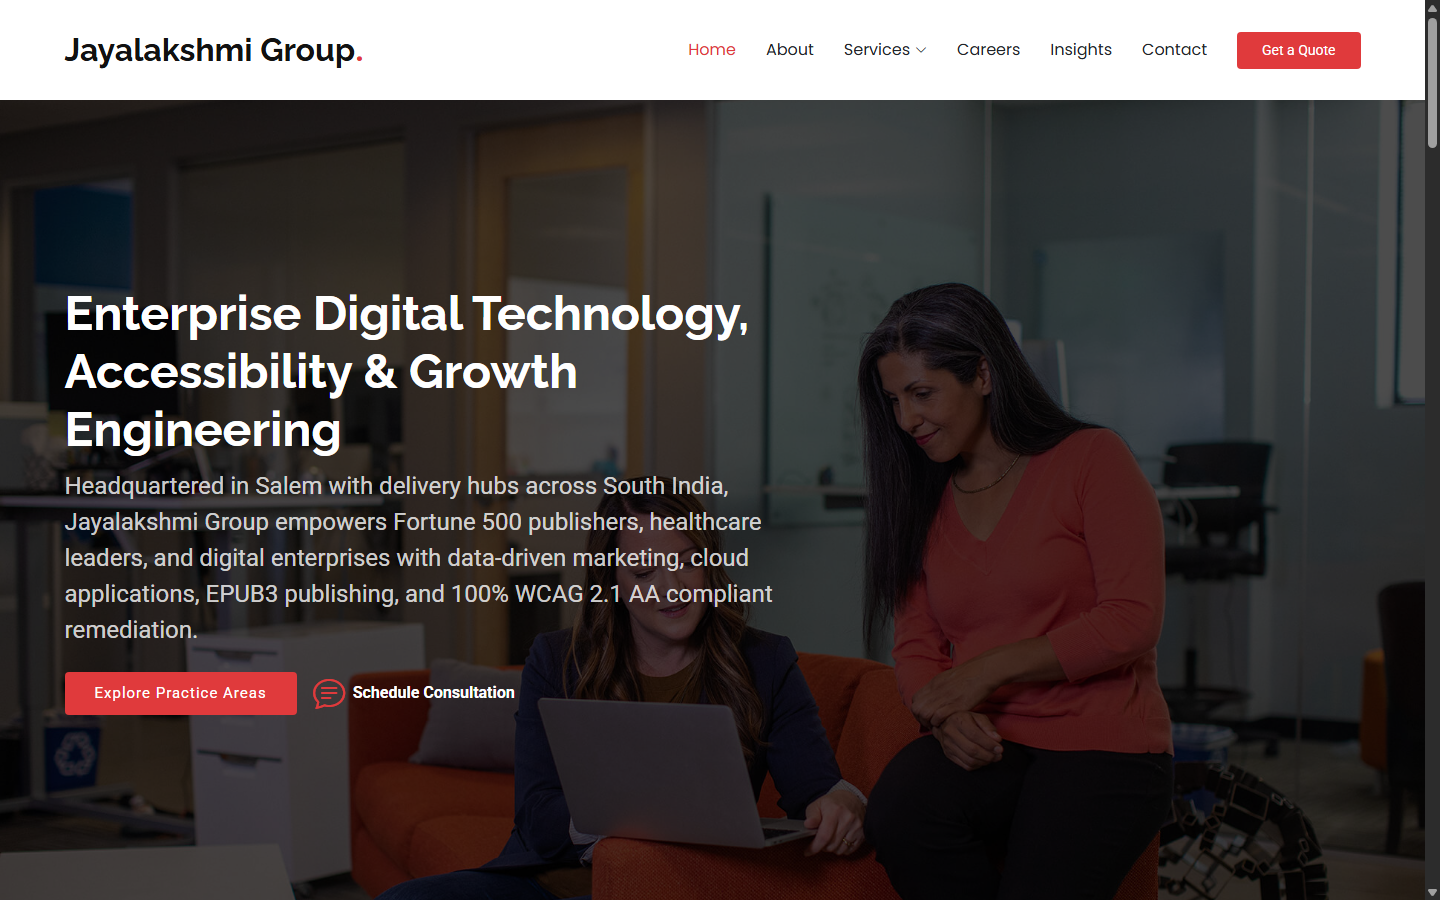 Jayalakshmi Group.
Home About Services Careers Insights Contact Get a Quote
Enterprise Digital Technology,
Accessibility & Growth
Engineering
Headquartered in Salem with delivery hubs across South India,
Jayalakshmi Group empowers Fortune 500 publishers, healthcare
leaders, and digital enterprises with data-driven marketing, cloud
applications, EPUB3 publishing, and 100% WCAG 2.1 AA compliant
remediation.
Explore Practice Areas Schedule Consultation